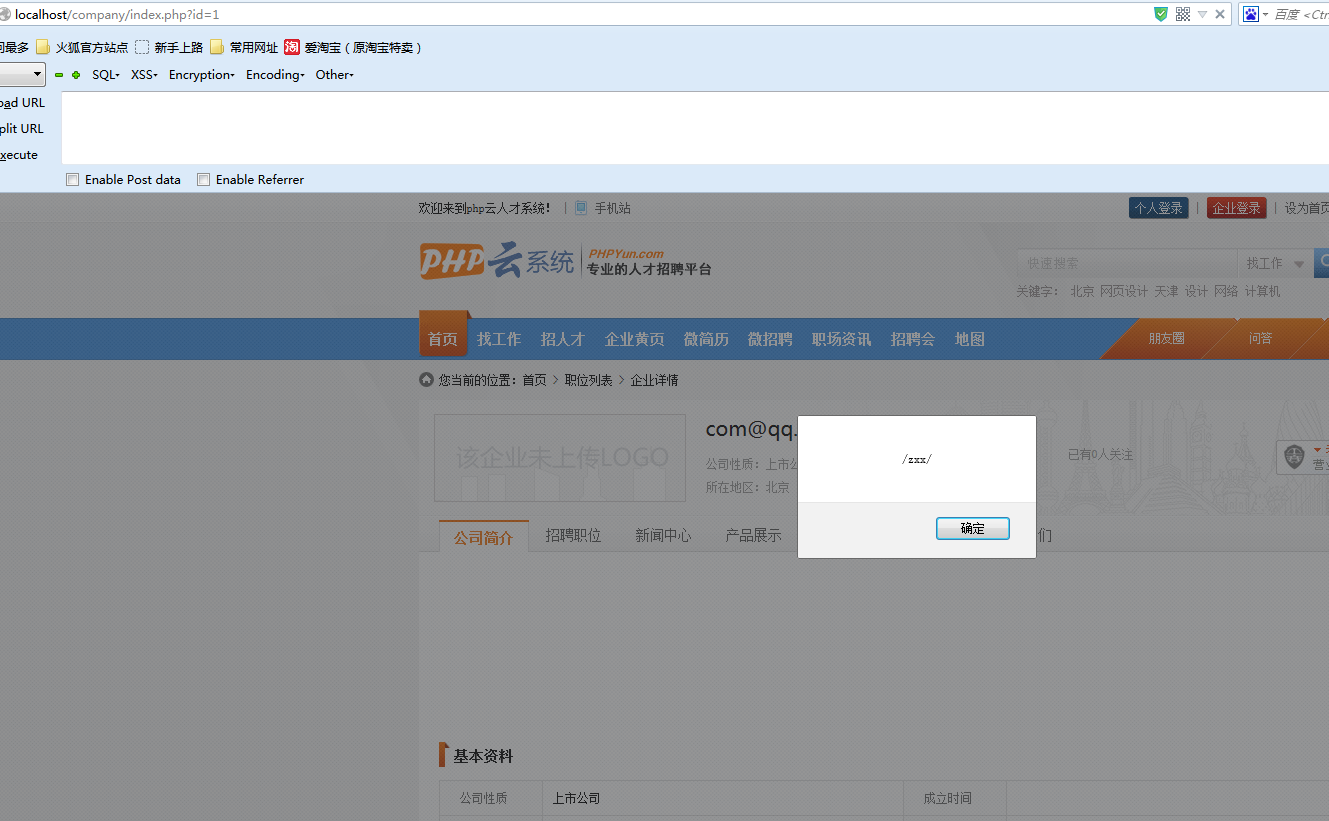 localhost/company/index.php?id=1
百度 <Ctr
问最多 火狐官方站点 新手上路 常用网址 淘 爱淘宝（原淘宝特卖）
SQL XSS Encryption Encoding Other
oad URL
plit URL
xecute
Enable Post data Enable Referrer
欢迎来到php云人才系统! | 手机站 个人登录 | 企业登录 | 设为首页
PHP云系统 PHPYun.com
专业的人才招聘平台
快速搜索 找工作
关键字： 北京 网页设计 天津 设计 网络 计算机
首页 找工作 招人才 企业黄页 微简历 微招聘 职场资讯 招聘会 地图 朋友圈 问答
您当前的位置：首页 > 职位列表 > 企业详情
该企业未上传LOGO
com@qq.
公司性质：上市公
所在地区：北京
已有0人关注
营业
/zxx/
确定
公司简介 招聘职位 新闻中心 产品展示 们
基本资料
公司性质 上市公司 成立时间